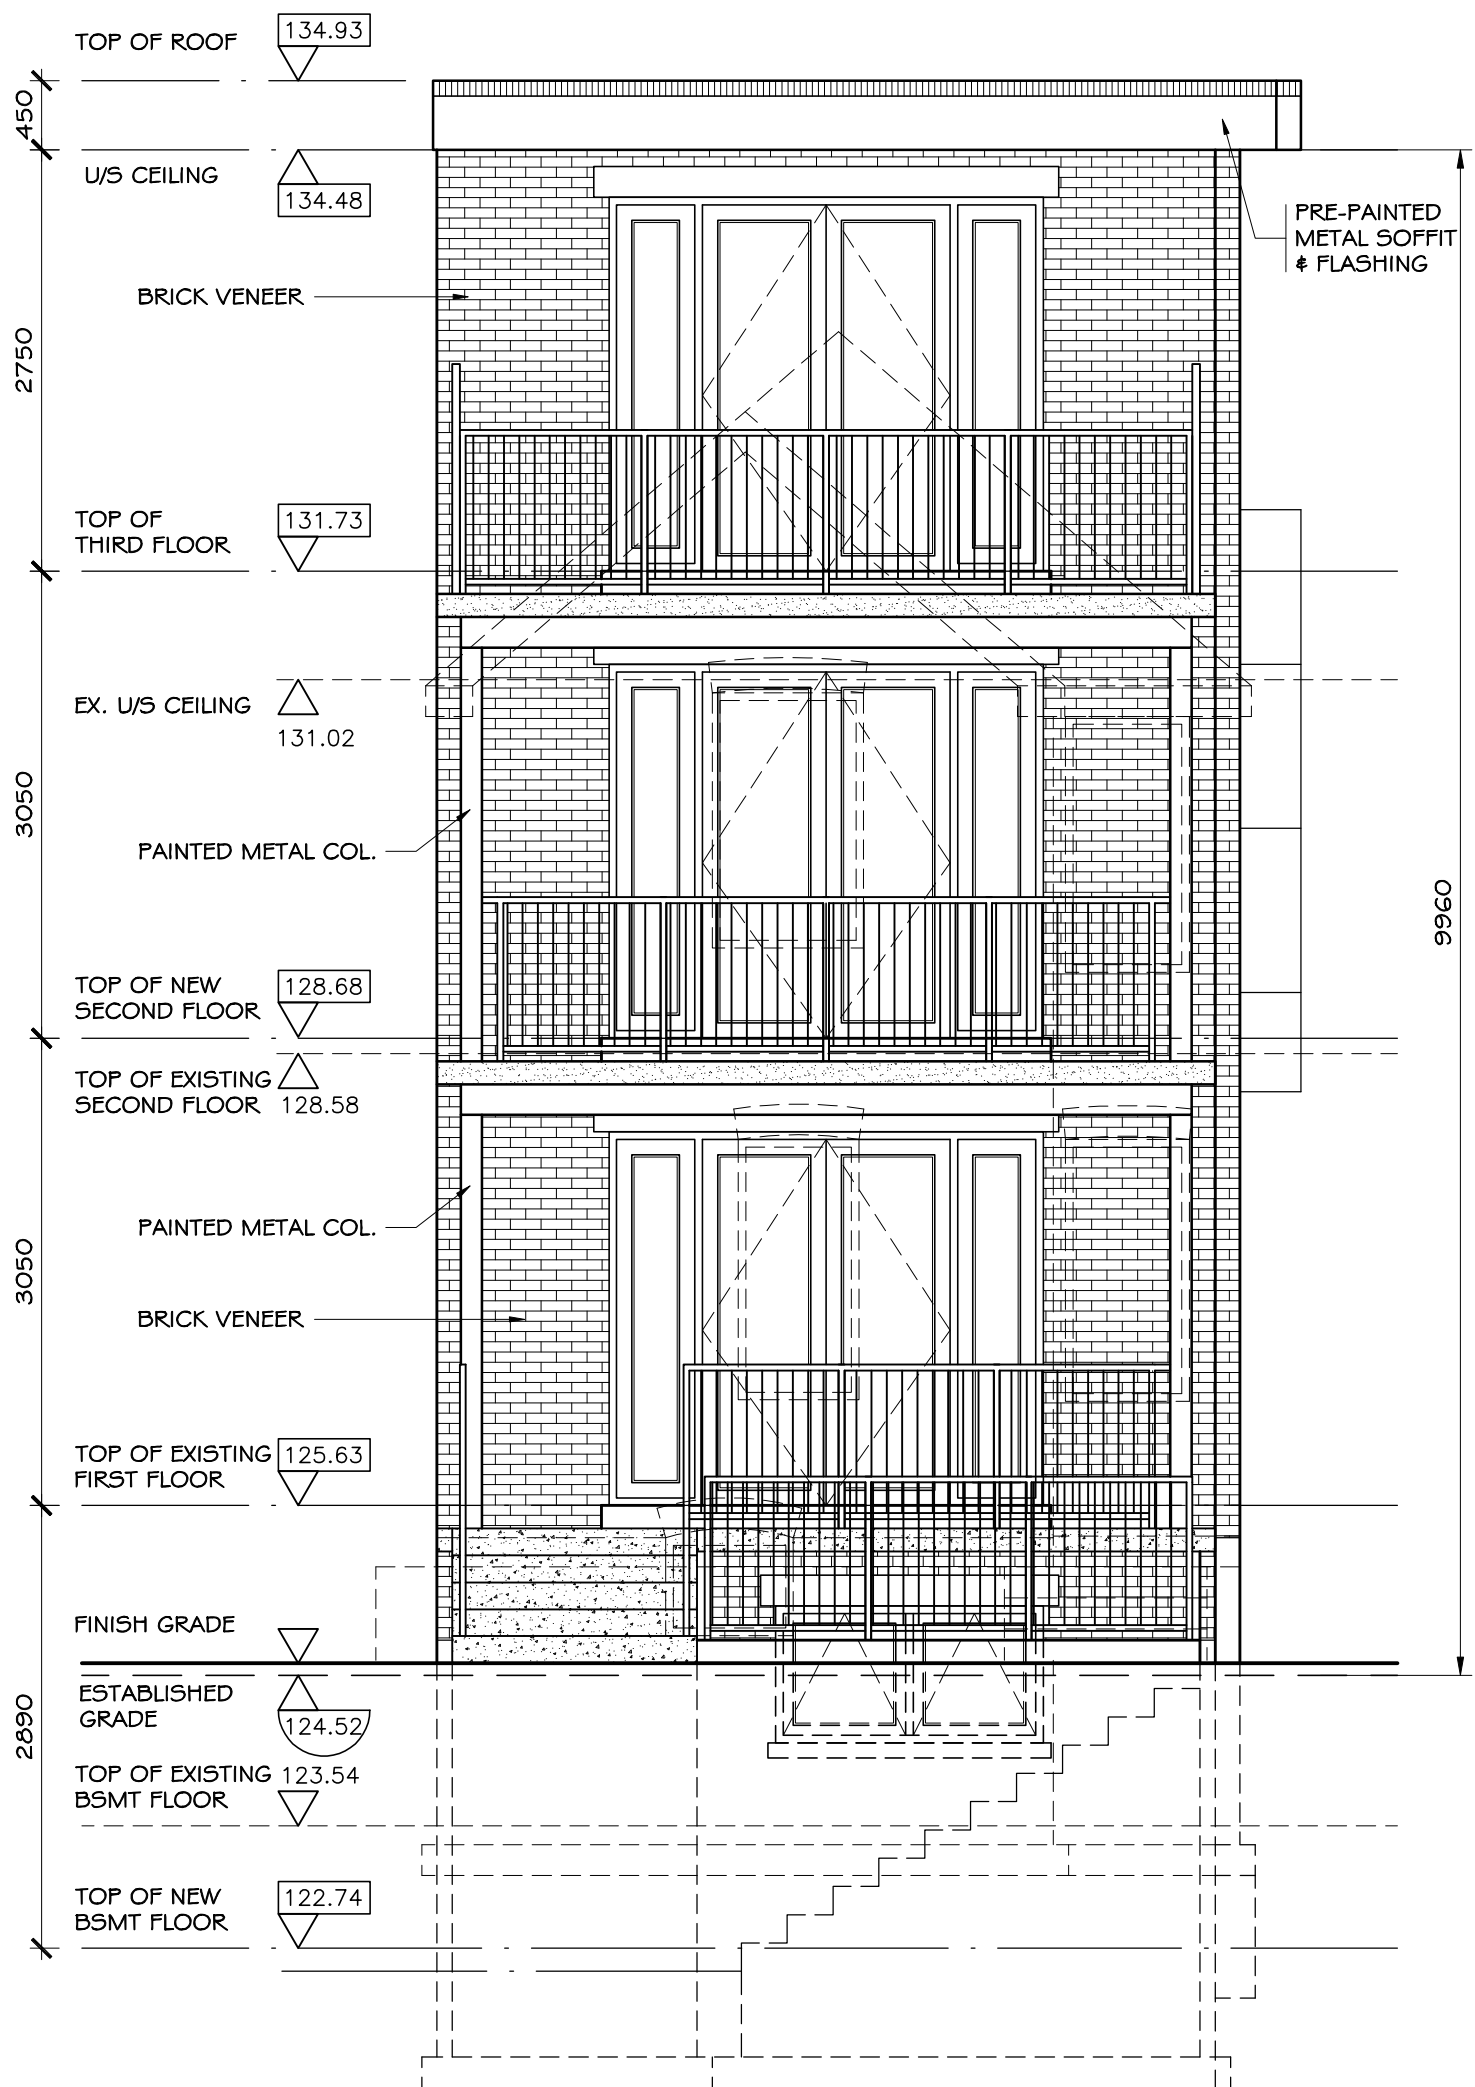 TOP OF ROOF
134.93
450
U/S CEILING
134.48
PRE-PAINTED
METAL SOFFIT
& FLASHING
BRICK VENEER
2750
TOP OF
THIRD FLOOR
131.73
EX. U/S CEILING
131.02
3050
PAINTED METAL COL.
9960
TOP OF NEW
SECOND FLOOR
128.68
TOP OF EXISTING
SECOND FLOOR
128.58
PAINTED METAL COL.
3050
BRICK VENEER
TOP OF EXISTING
FIRST FLOOR
125.63
FINISH GRADE
ESTABLISHED
GRADE
124.52
2890
TOP OF EXISTING
BSMT FLOOR
123.54
TOP OF NEW
BSMT FLOOR
122.74